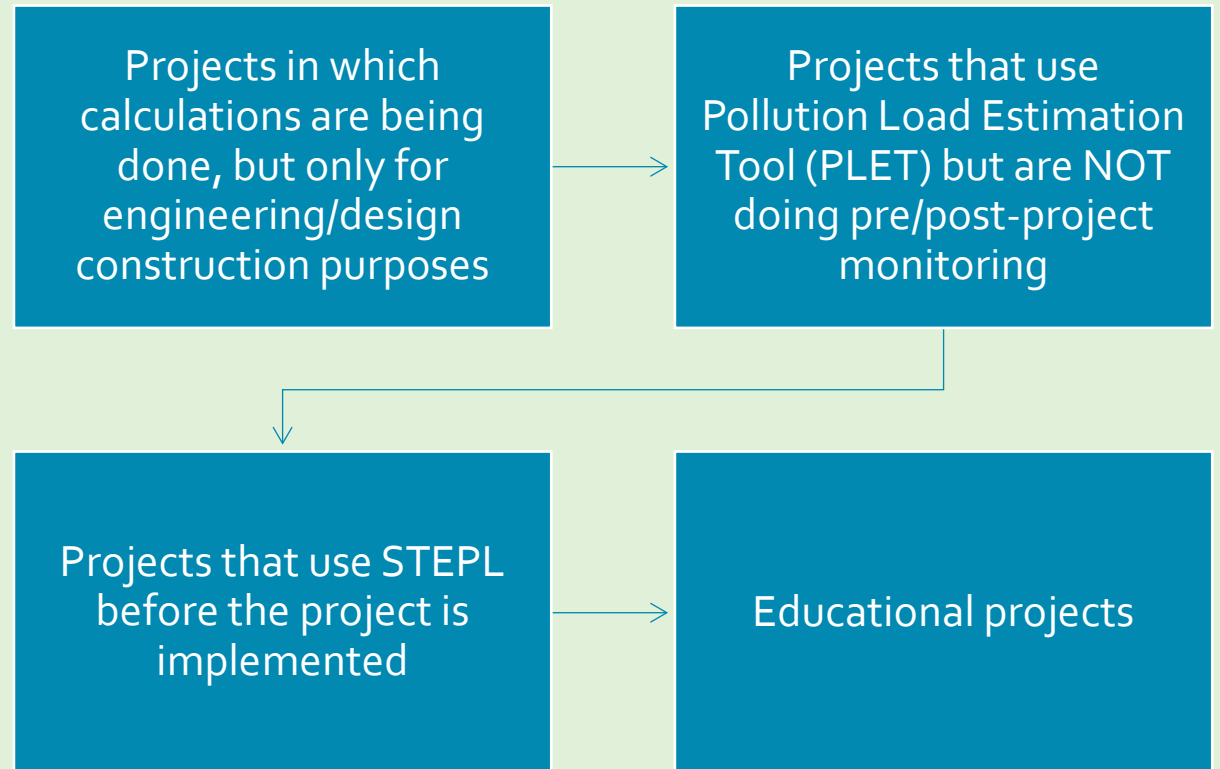 Projects in which
calculations are being
done, but only for
engineering/design
construction purposes
Projects that use
Pollution Load Estimation
Tool (PLET) but are NOT
doing pre/post-project
monitoring
Projects that use STEPL
before the project is
implemented
Educational projects